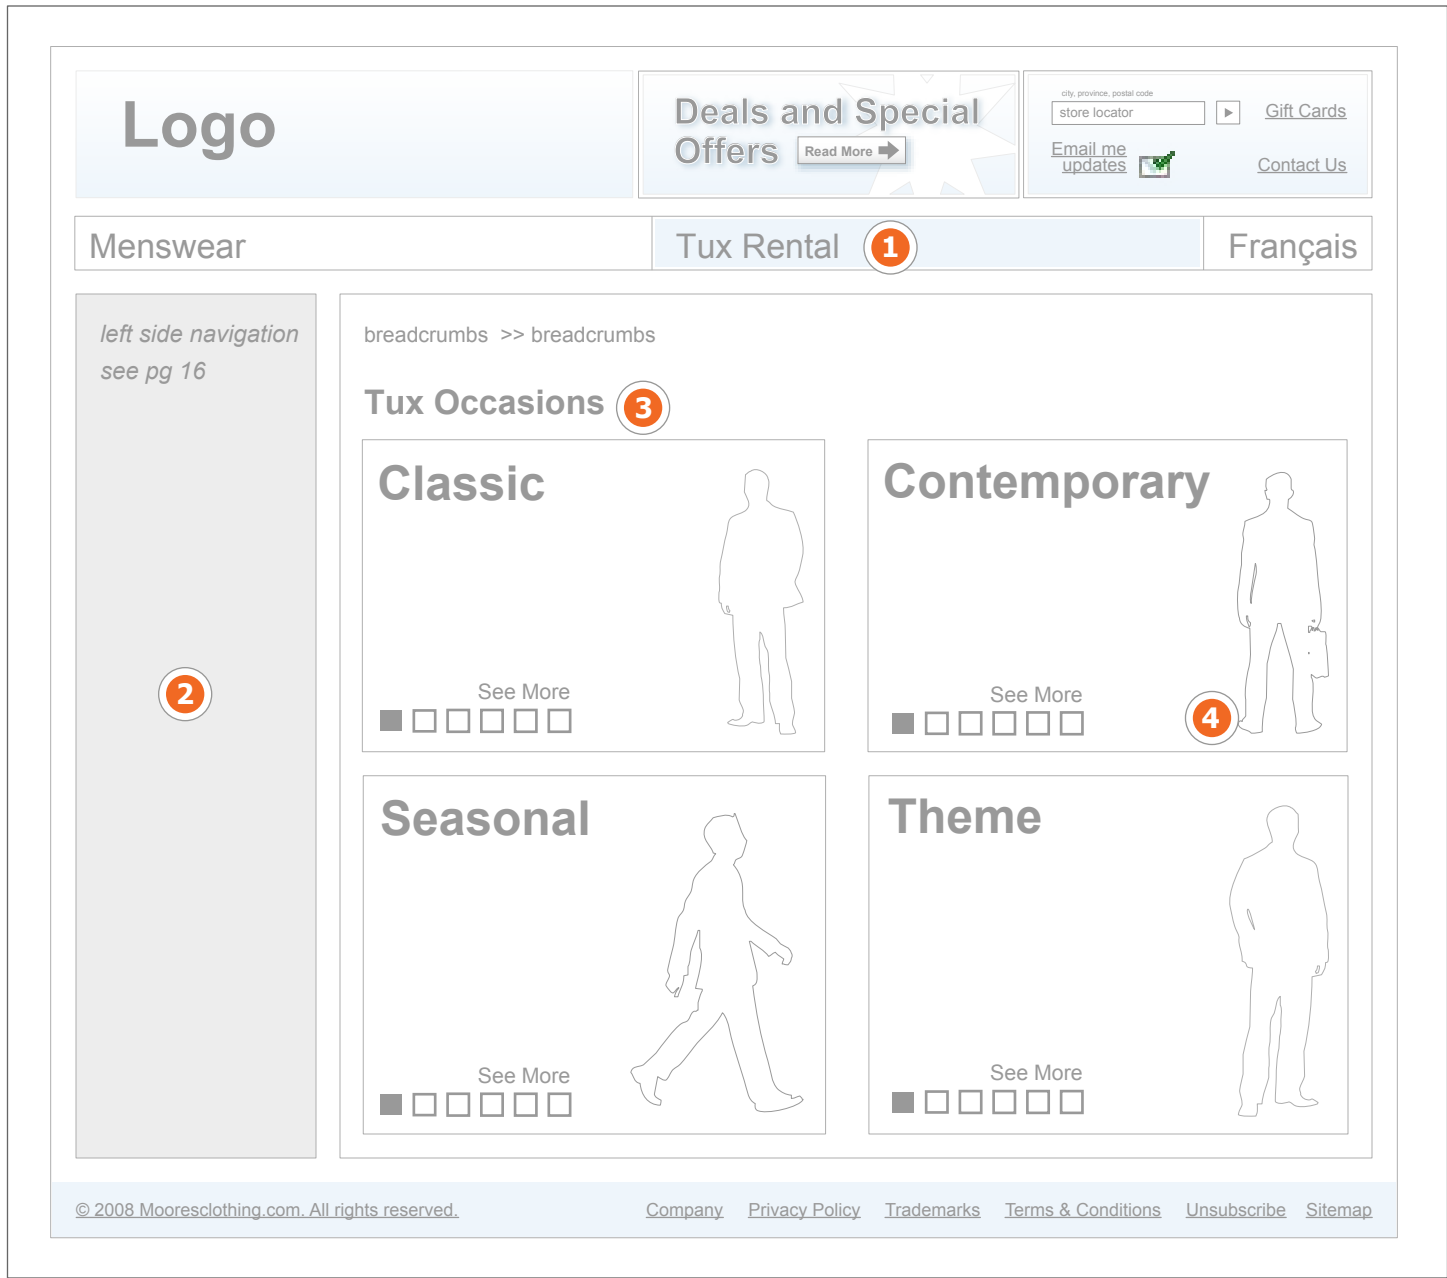 Logo
Deals and Special
Offers
Read More
city, province, postal code
store locator
Gift Cards
Email me
updates
Contact Us
Menswear
Tux Rental
1
Français
left side navigation
see pg 16
2
breadcrumbs >> breadcrumbs
Tux Occasions
3
Classic
See More
Contemporary
See More
4
Seasonal
See More
Theme
See More
© 2008 Mooresclothing.com. All rights reserved.
Company
Privacy Policy
Trademarks
Terms & Conditions
Unsubscribe
Sitemap